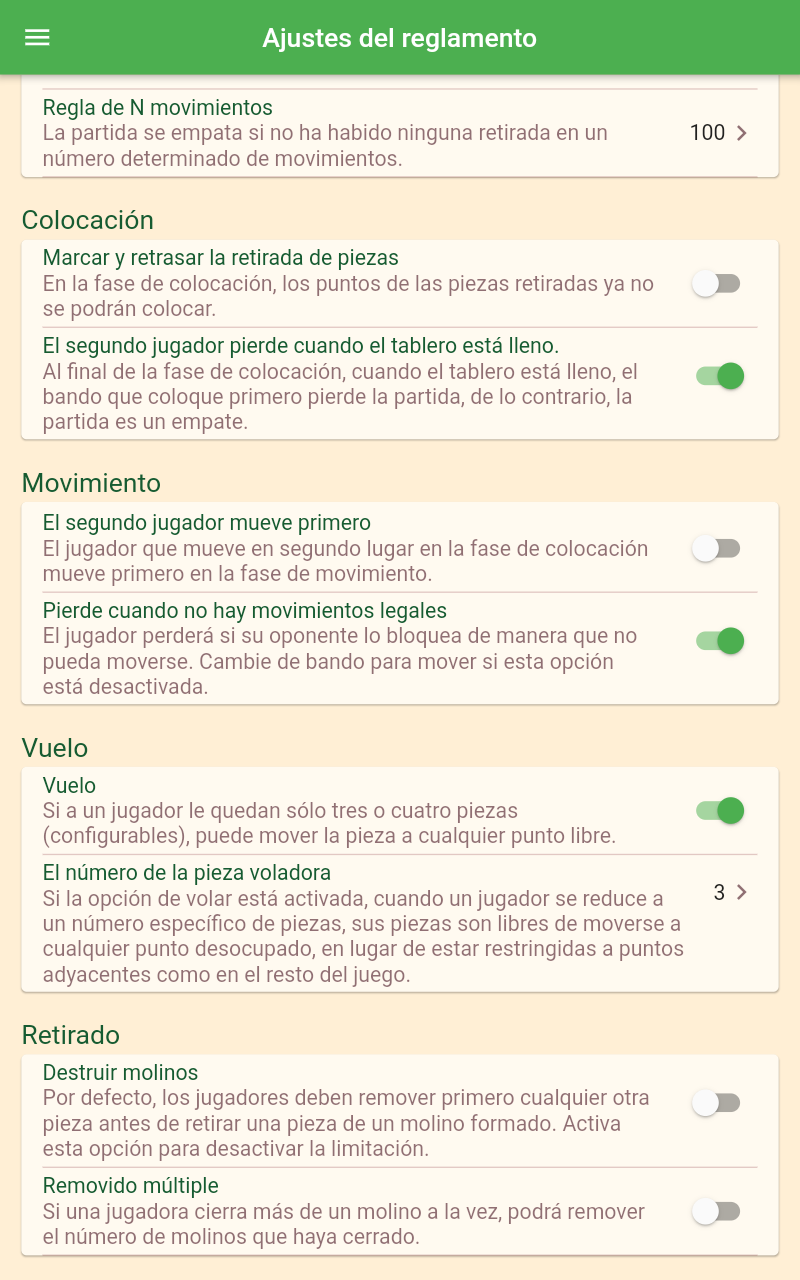 Ajustes del reglamento
Regla de N movimientos
La partida se empata si no ha habido ninguna retirada en un
número determinado de movimientos.
100
Colocación
Marcar y retrasar la retirada de piezas
En la fase de colocación, los puntos de las piezas retiradas ya no
se podrán colocar.
El segundo jugador pierde cuando el tablero está lleno.
Al final de la fase de colocación, cuando el tablero está lleno, el
bando que coloque primero pierde la partida, de lo contrario, la
partida es un empate.
Movimiento
El segundo jugador mueve primero
El jugador que mueve en segundo lugar en la fase de colocación
mueve primero en la fase de movimiento.
Pierde cuando no hay movimientos legales
El jugador perderá si su oponente lo bloquea de manera que no
pueda moverse. Cambie de bando para mover si esta opción
está desactivada.
Vuelo
Vuelo
Si a un jugador le quedan sólo tres o cuatro piezas
(configurables), puede mover la pieza a cualquier punto libre.
El número de la pieza voladora
Si la opción de volar está activada, cuando un jugador se reduce a
un número específico de piezas, sus piezas son libres de moverse a
cualquier punto desocupado, en lugar de estar restringidas a puntos
adyacentes como en el resto del juego.
3
Retirado
Destruir molinos
Por defecto, los jugadores deben remover primero cualquier otra
pieza antes de retirar una pieza de un molino formado. Activa
esta opción para desactivar la limitación.
Removido múltiple
Si una jugadora cierra más de un molino a la vez, podrá remover
el número de molinos que haya cerrado.